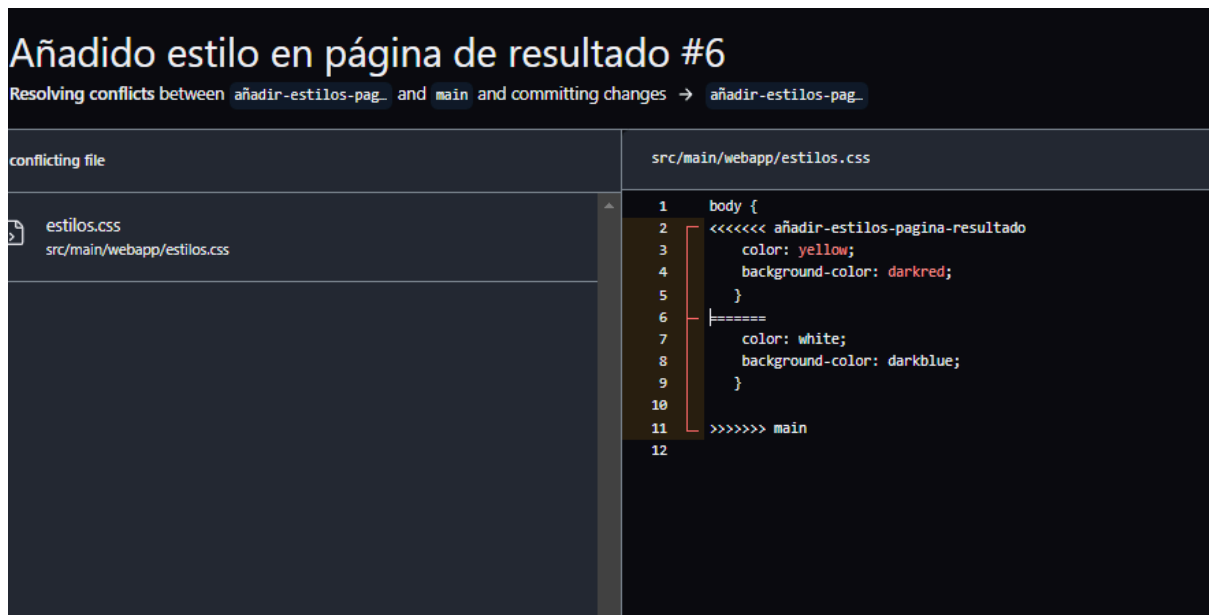 Añadido estilo en página de resultado #6
Resolving conflicts between añadir-estilos-pag… and main and committing changes → añadir-estilos-pag…
conflicting file
estilos.css
src/main/webapp/estilos.css
src/main/webapp/estilos.css
1 body {
2 <<<<<<< añadir-estilos-pagina-resultado
3 color: yellow;
4 background-color: darkred;
5 }
6 =======
7 color: white;
8 background-color: darkblue;
9 }
10
11 >>>>>>> main
12